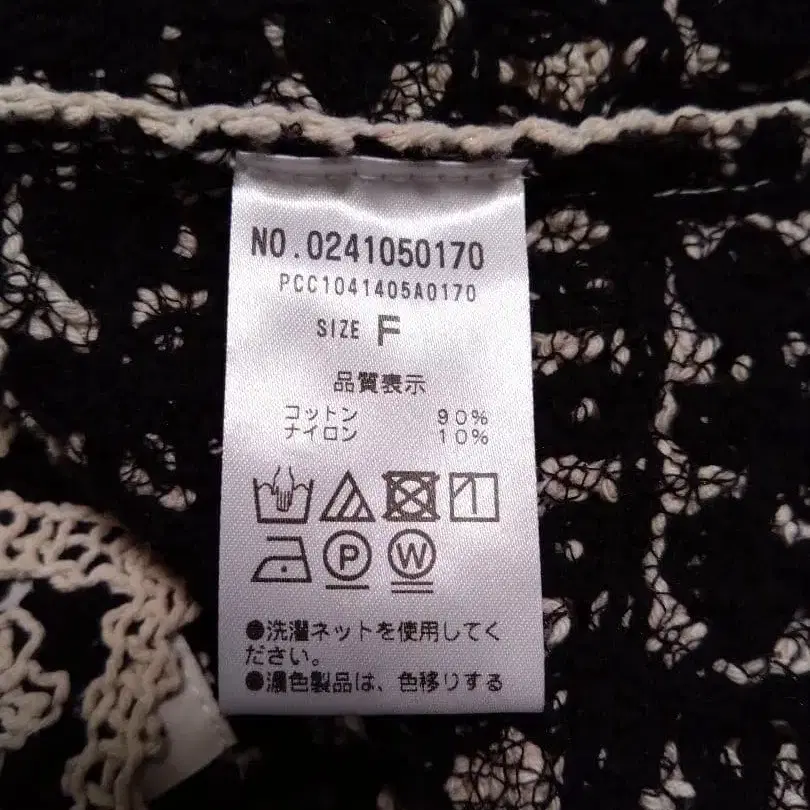 NO.0241050170
PCC1041405A0170
SIZE F
品質表示
コットン 90%
ナイロン 10%
P W
●洗濯ネットを使用してく
ださい。
●濃色製品は、色移りする